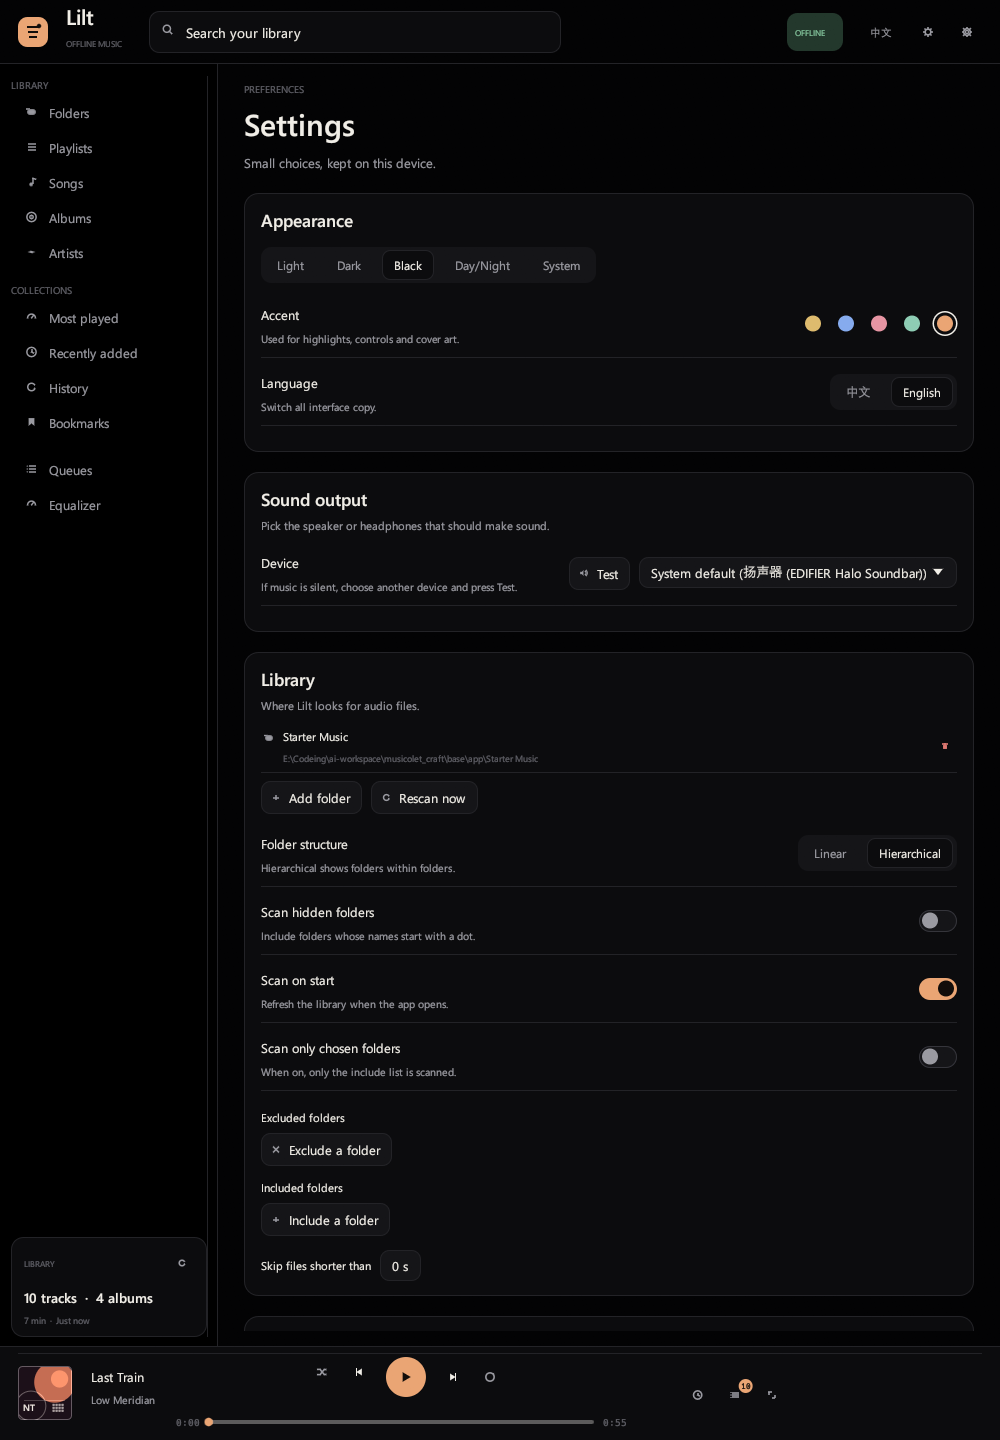 Lilt
OFFLINE MUSIC
Search your library
OFFLINE
中文
LIBRARY
Folders
Playlists
Songs
Albums
Artists
COLLECTIONS
Most played
Recently added
History
Bookmarks
Queues
Equalizer
LIBRARY
10 tracks · 4 albums
7 min · Just now
PREFERENCES
Settings
Small choices, kept on this device.
Appearance
Light Dark Black Day/Night System
Accent
Used for highlights, controls and cover art.
Language
Switch all interface copy.
中文 English
Sound output
Pick the speaker or headphones that should make sound.
Device
If music is silent, choose another device and press Test.
Test
System default (扬声器 (EDIFIER Halo Soundbar))
Library
Where Lilt looks for audio files.
Starter Music
E:\Codeing\ai-workspace\musicolet_craft\base\app\Starter Music
Add folder Rescan now
Folder structure
Hierarchical shows folders within folders.
Linear Hierarchical
Scan hidden folders
Include folders whose names start with a dot.
Scan on start
Refresh the library when the app opens.
Scan only chosen folders
When on, only the include list is scanned.
Excluded folders
Exclude a folder
Included folders
Include a folder
Skip files shorter than 0 s
NT
Last Train
Low Meridian
0:00
0:55
10